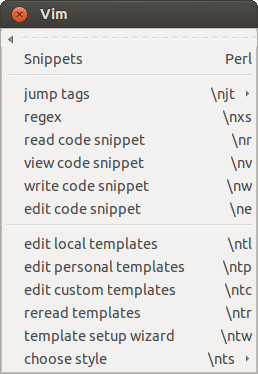 Vim
Snippets Perl
jump tags \njt
regex \nxs
read code snippet \nr
view code snippet \nv
write code snippet \nw
edit code snippet \ne
edit local templates \ntl
edit personal templates \ntp
edit custom templates \ntc
reread templates \ntr
template setup wizard \ntw
choose style \nts